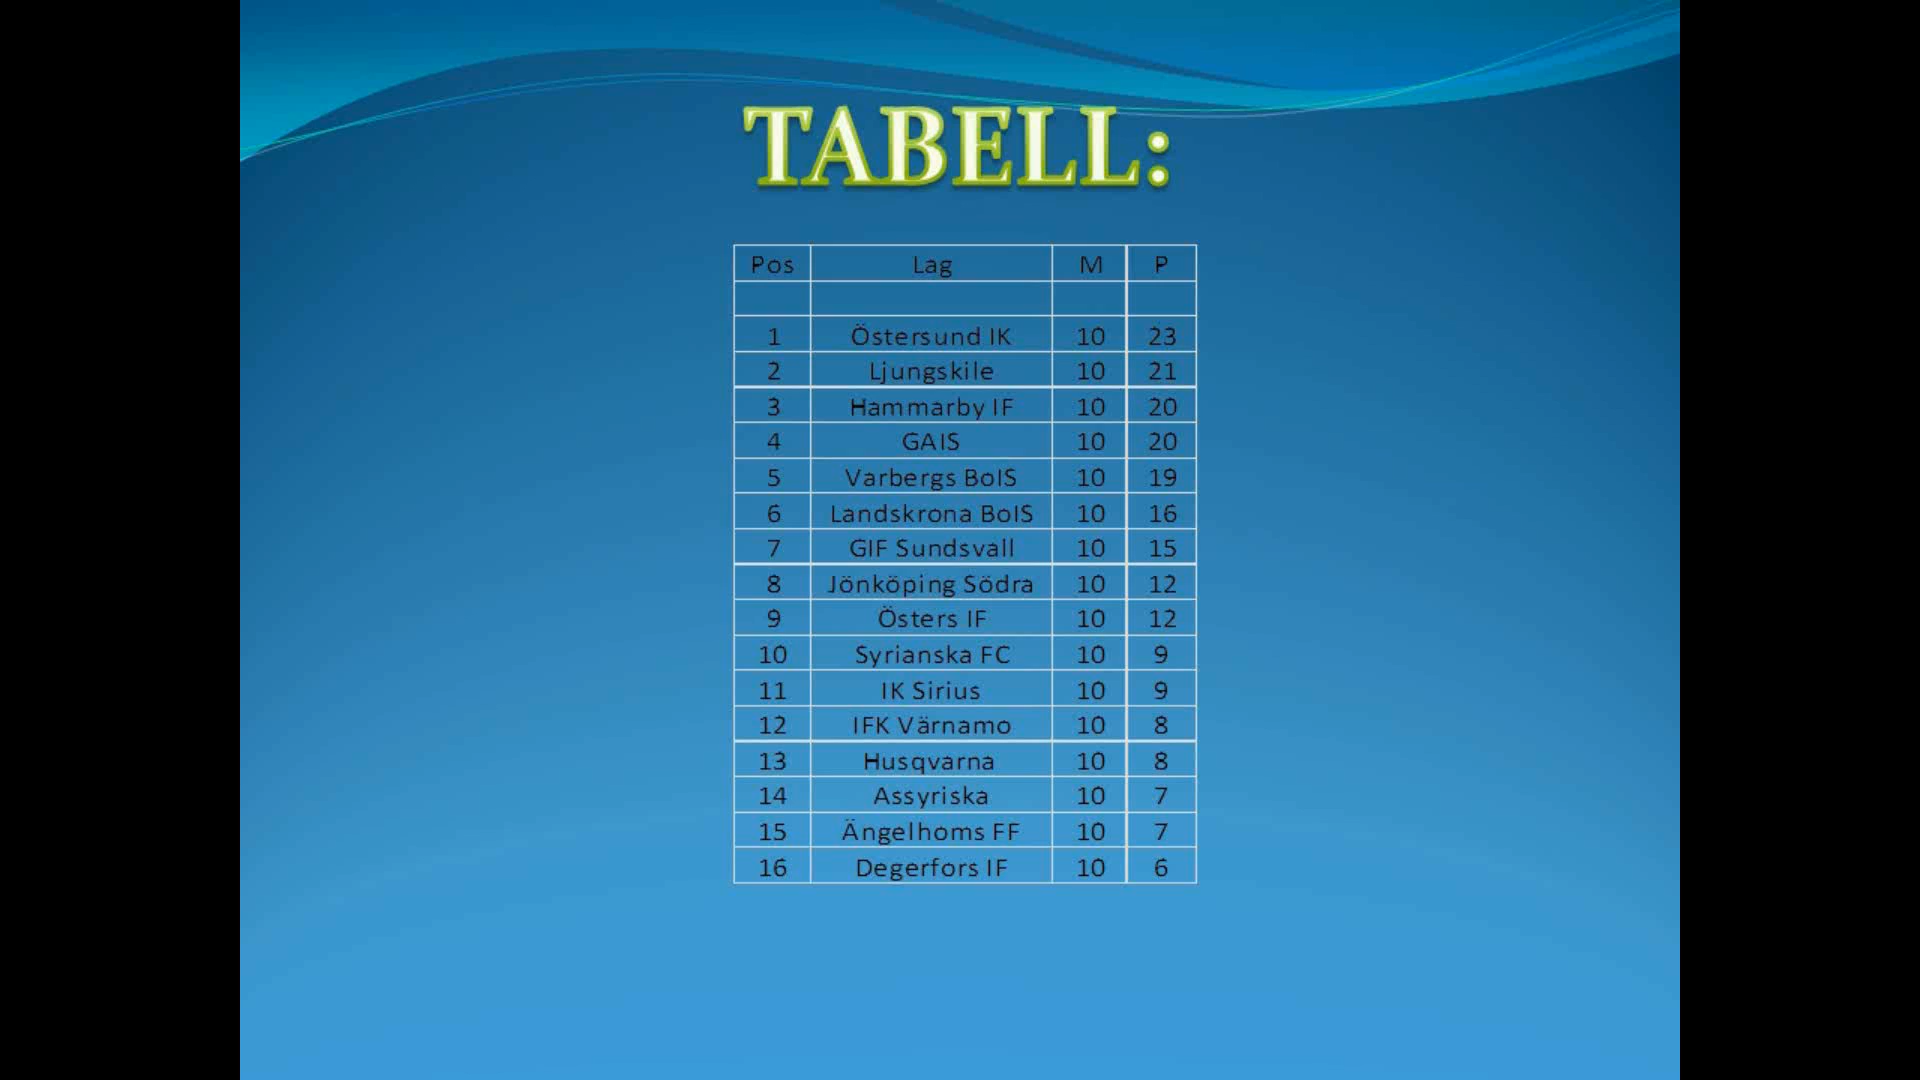 TABELL:
Pos Lag M P
1 Östersund IK 10 23
2 Ljungskile 10 21
3 Hammarby IF 10 20
4 GAIS 10 20
5 Varbergs BoIS 10 19
6 Landskrona BoIS 10 16
7 GIF Sundsvall 10 15
8 Jönköping Södra 10 12
9 Östers IF 10 12
10 Syrianska FC 10 9
11 IK Sirius 10 9
12 IFK Värnamo 10 8
13 Husqvarna 10 8
14 Assyriska 10 7
15 Ängelhoms FF 10 7
16 Degerfors IF 10 6